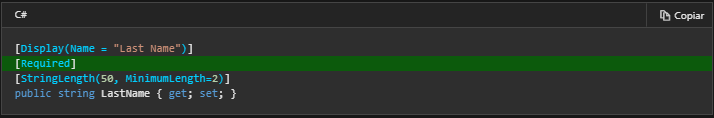 C#
Copiar
[Display(Name = "Last Name")]
[Required]
[StringLength(50, MinimumLength=2)]
public string LastName { get; set; }